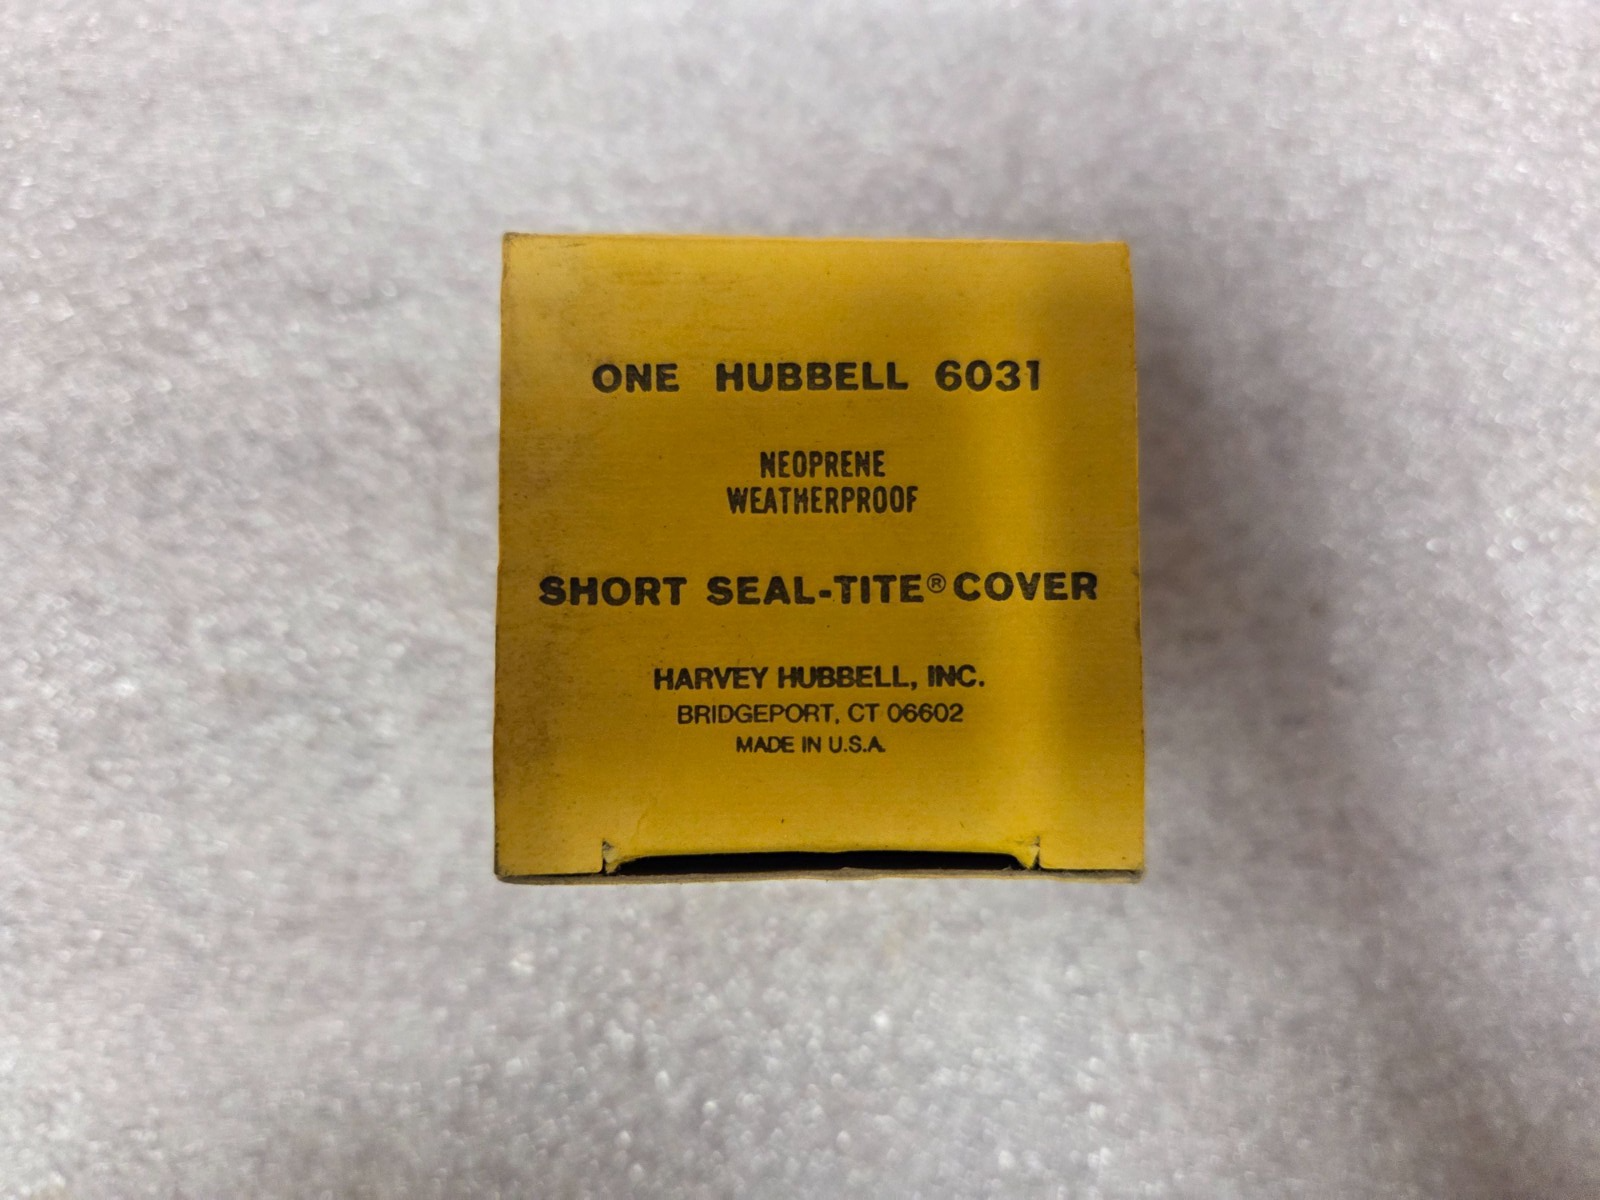 ONE HUBBELL 6031
NEOPRENE
WEATHERPROOF
SHORT SEAL-TITE® COVER
HARVEY HUBBELL, INC.
BRIDGEPORT, CT 06602
MADE IN U.S.A.